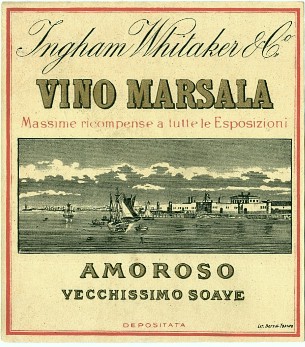 Ingham Whitaker & Co
VINO MARSALA
Massime ricompense a tutte le Esposizioni
AMOROSO
VECCHISSIMO SOAVE
DEPOSITATA